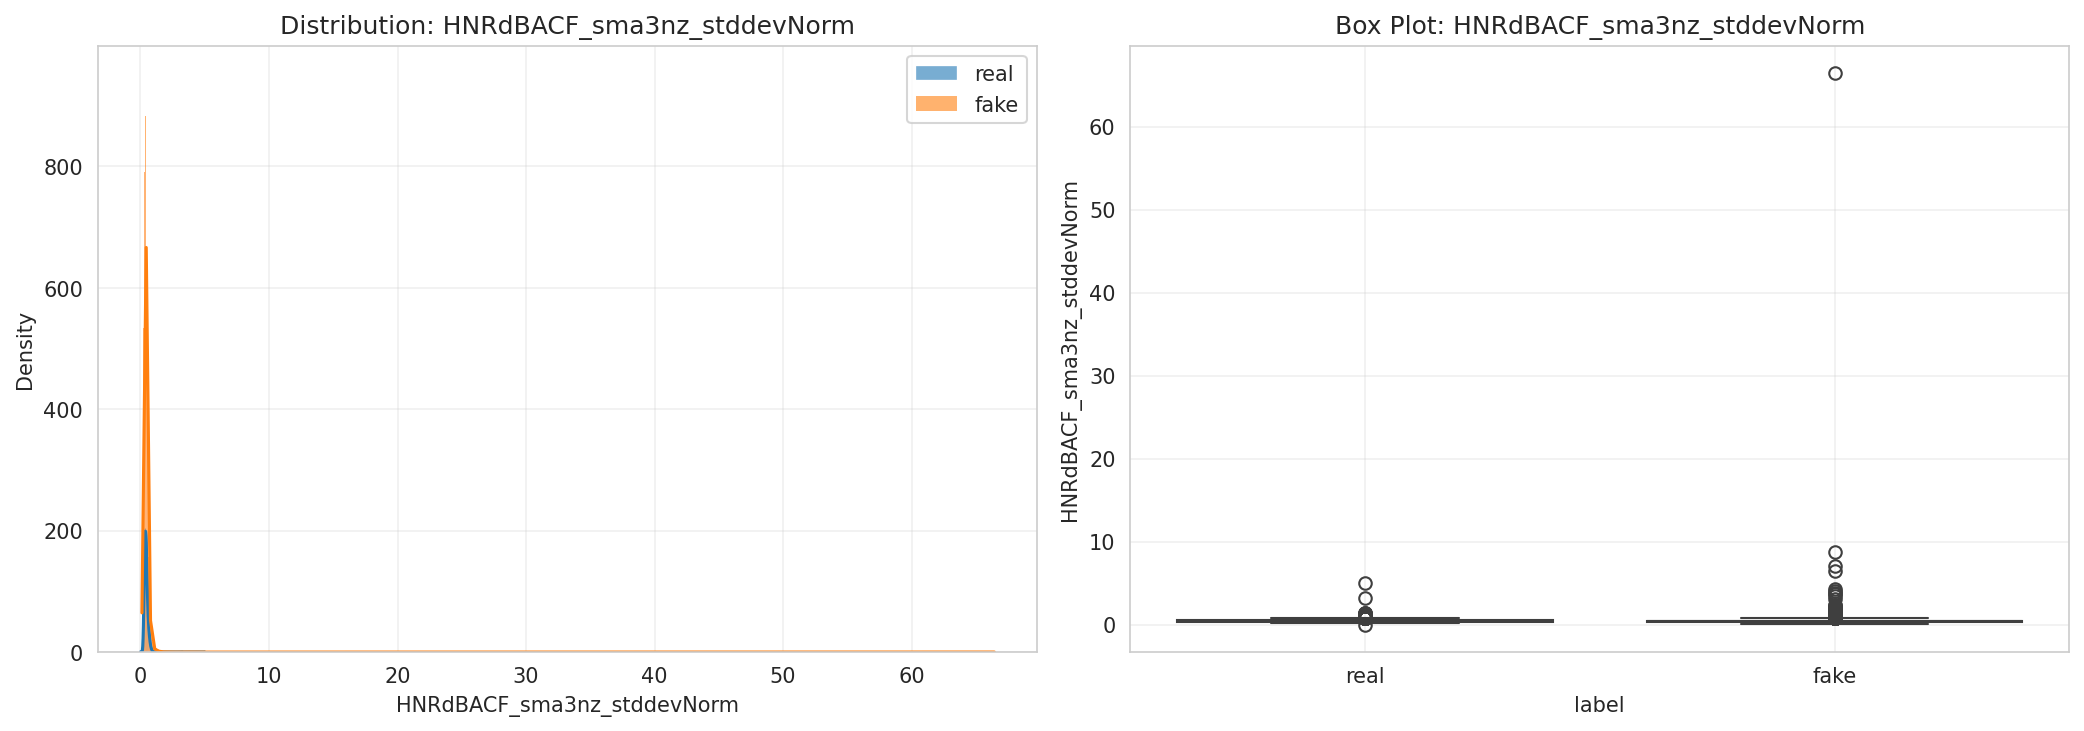 Distribution: HNRdBACF_sma3nz_stddevNorm
real
fake
Density
800
600
400
200
0
0 10 20 30 40 50 60
HNRdBACF_sma3nz_stddevNorm
Box Plot: HNRdBACF_sma3nz_stddevNorm
HNRdBACF_sma3nz_stddevNorm
60
50
40
30
20
10
0
real fake
label